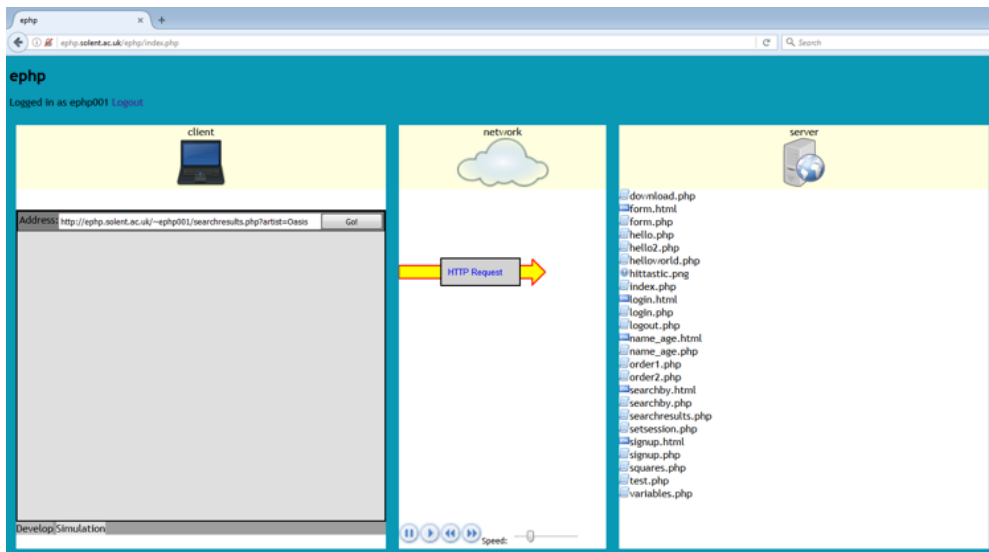 ephp
ephp.solent.ac.uk/ephp/index.php
Search
ephp
Logged in as ephp001 Logout
client
network
server
Address:
http://ephp.solent.ac.uk/~ephp001/searchresults.php?artist=Oasis
Go!
HTTP Request
download.php
form.html
form.php
hello.php
hello2.php
helloworld.php
hittastic.png
index.php
login.html
login.php
logout.php
name_age.html
name_age.php
order1.php
order2.php
searchby.html
searchby.php
searchresults.php
setsession.php
signup.html
signup.php
squares.php
test.php
variables.php
Develop Simulation
Speed: